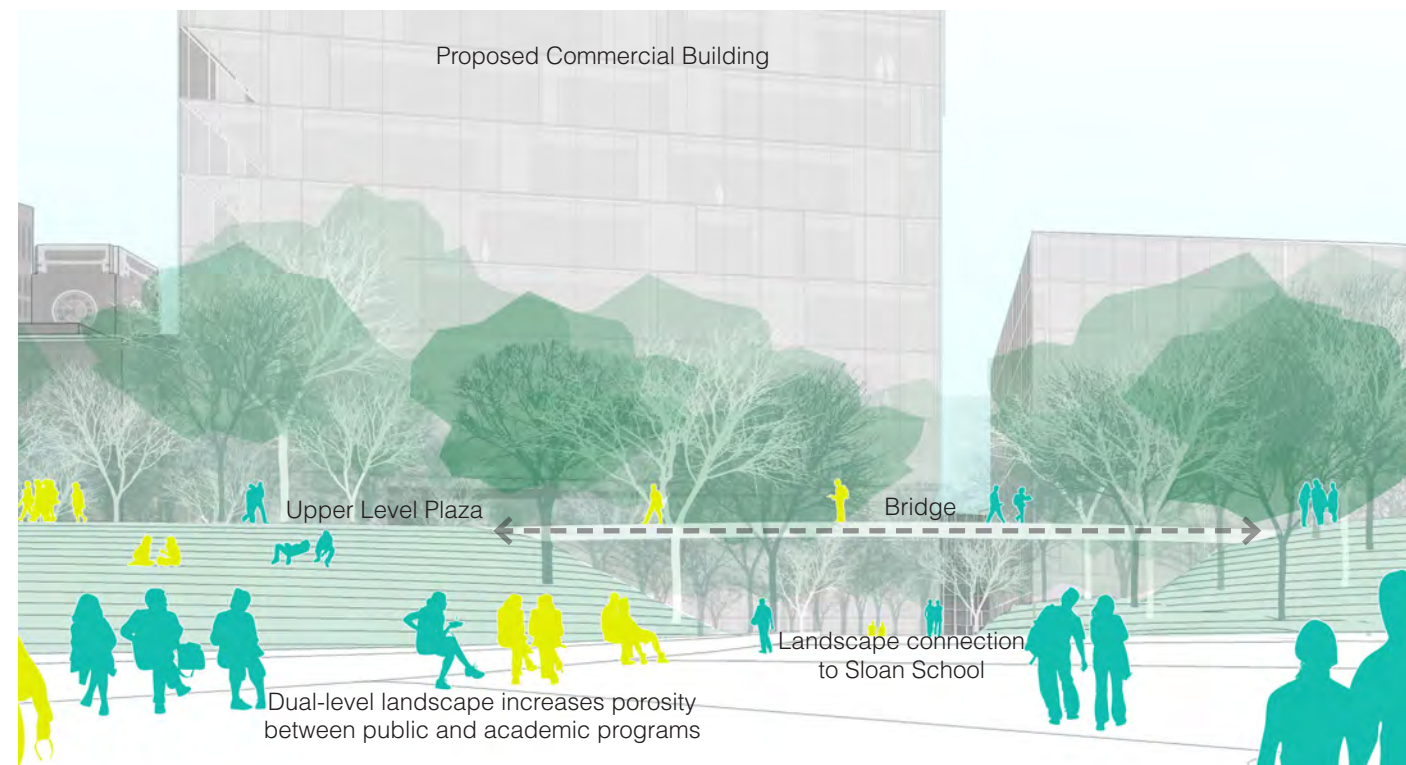 Proposed Commercial Building
Upper Level Plaza
Bridge
Landscape connection
to Sloan School
Dual-level landscape increases porosity
between public and academic programs